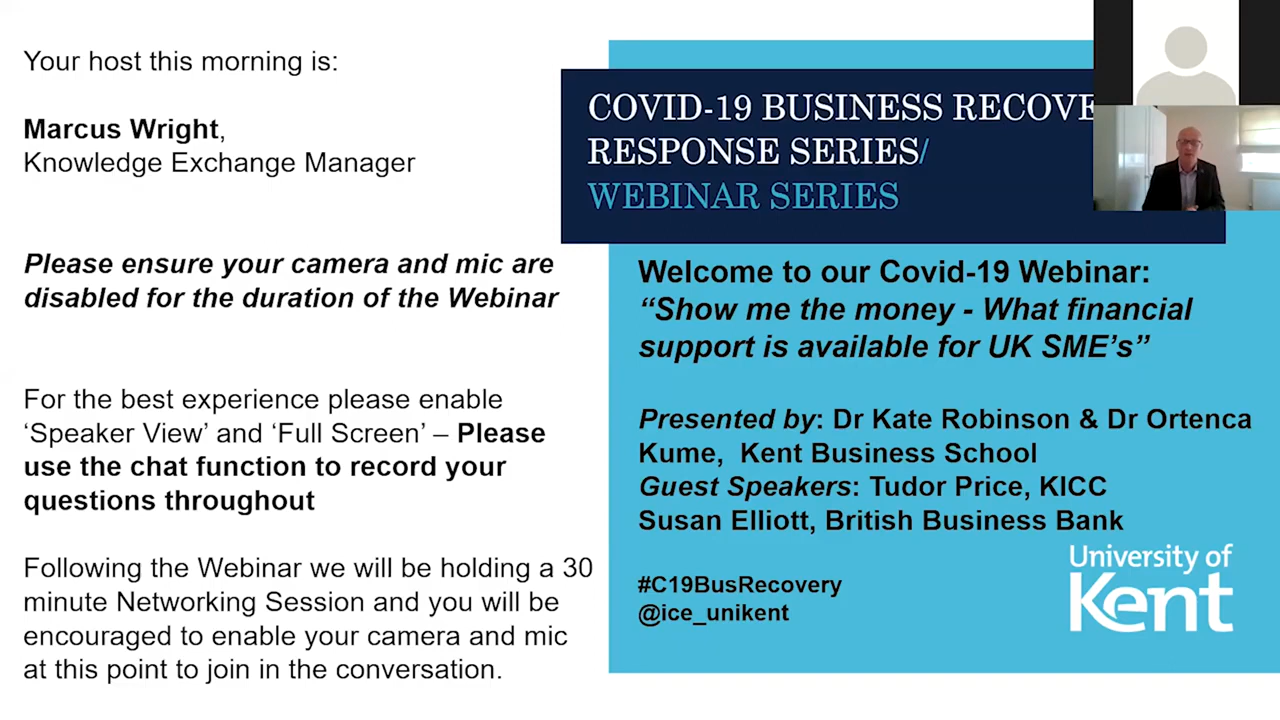 Your host this morning is:
Marcus Wright,
Knowledge Exchange Manager
Please ensure your camera and mic are
disabled for the duration of the Webinar
For the best experience please enable
‘Speaker View’ and ‘Full Screen’ – Please
use the chat function to record your
questions throughout
Following the Webinar we will be holding a 30
minute Networking Session and you will be
encouraged to enable your camera and mic
at this point to join in the conversation.
COVID-19 BUSINESS RECOVE
RESPONSE SERIES/
WEBINAR SERIES
Welcome to our Covid-19 Webinar:
“Show me the money - What financial
support is available for UK SME’s”
Presented by: Dr Kate Robinson & Dr Ortenca
Kume, Kent Business School
Guest Speakers: Tudor Price, KICC
Susan Elliott, British Business Bank
#C19BusRecovery
@ice_unikent
University of
Kent